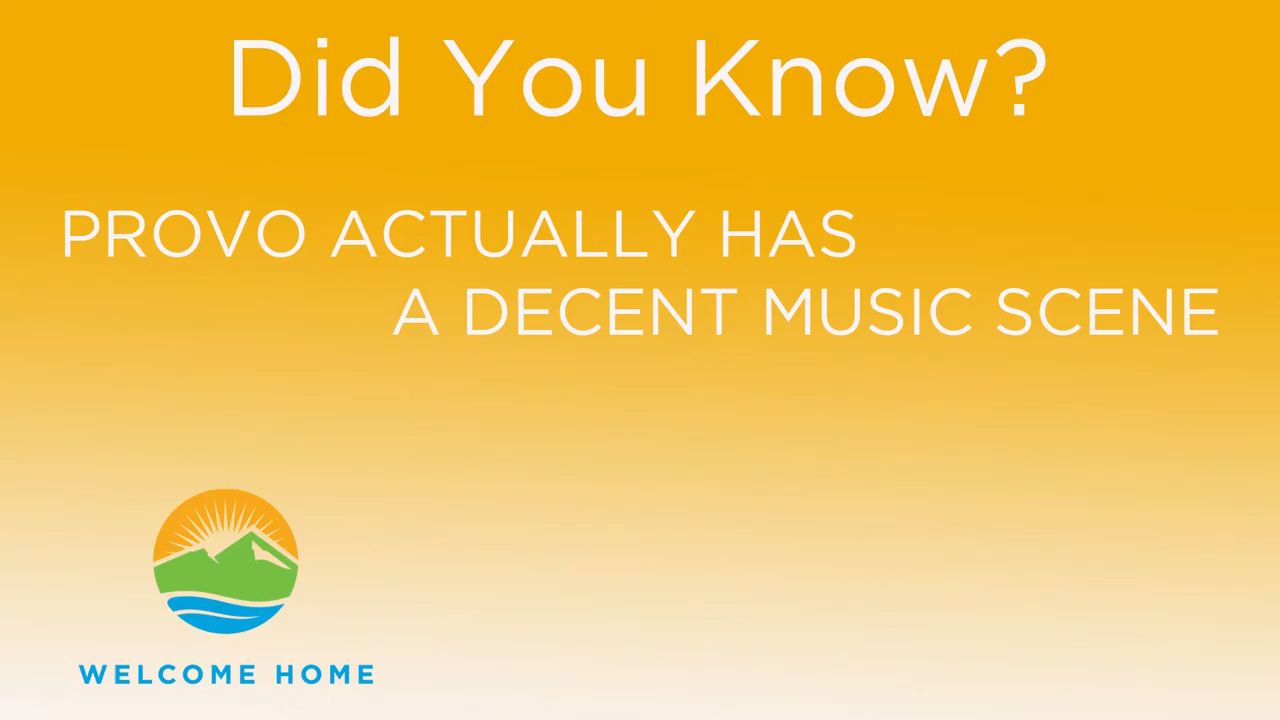 Did You Know?
PROVO ACTUALLY HAS
A DECENT MUSIC SCENE
WELCOME HOME